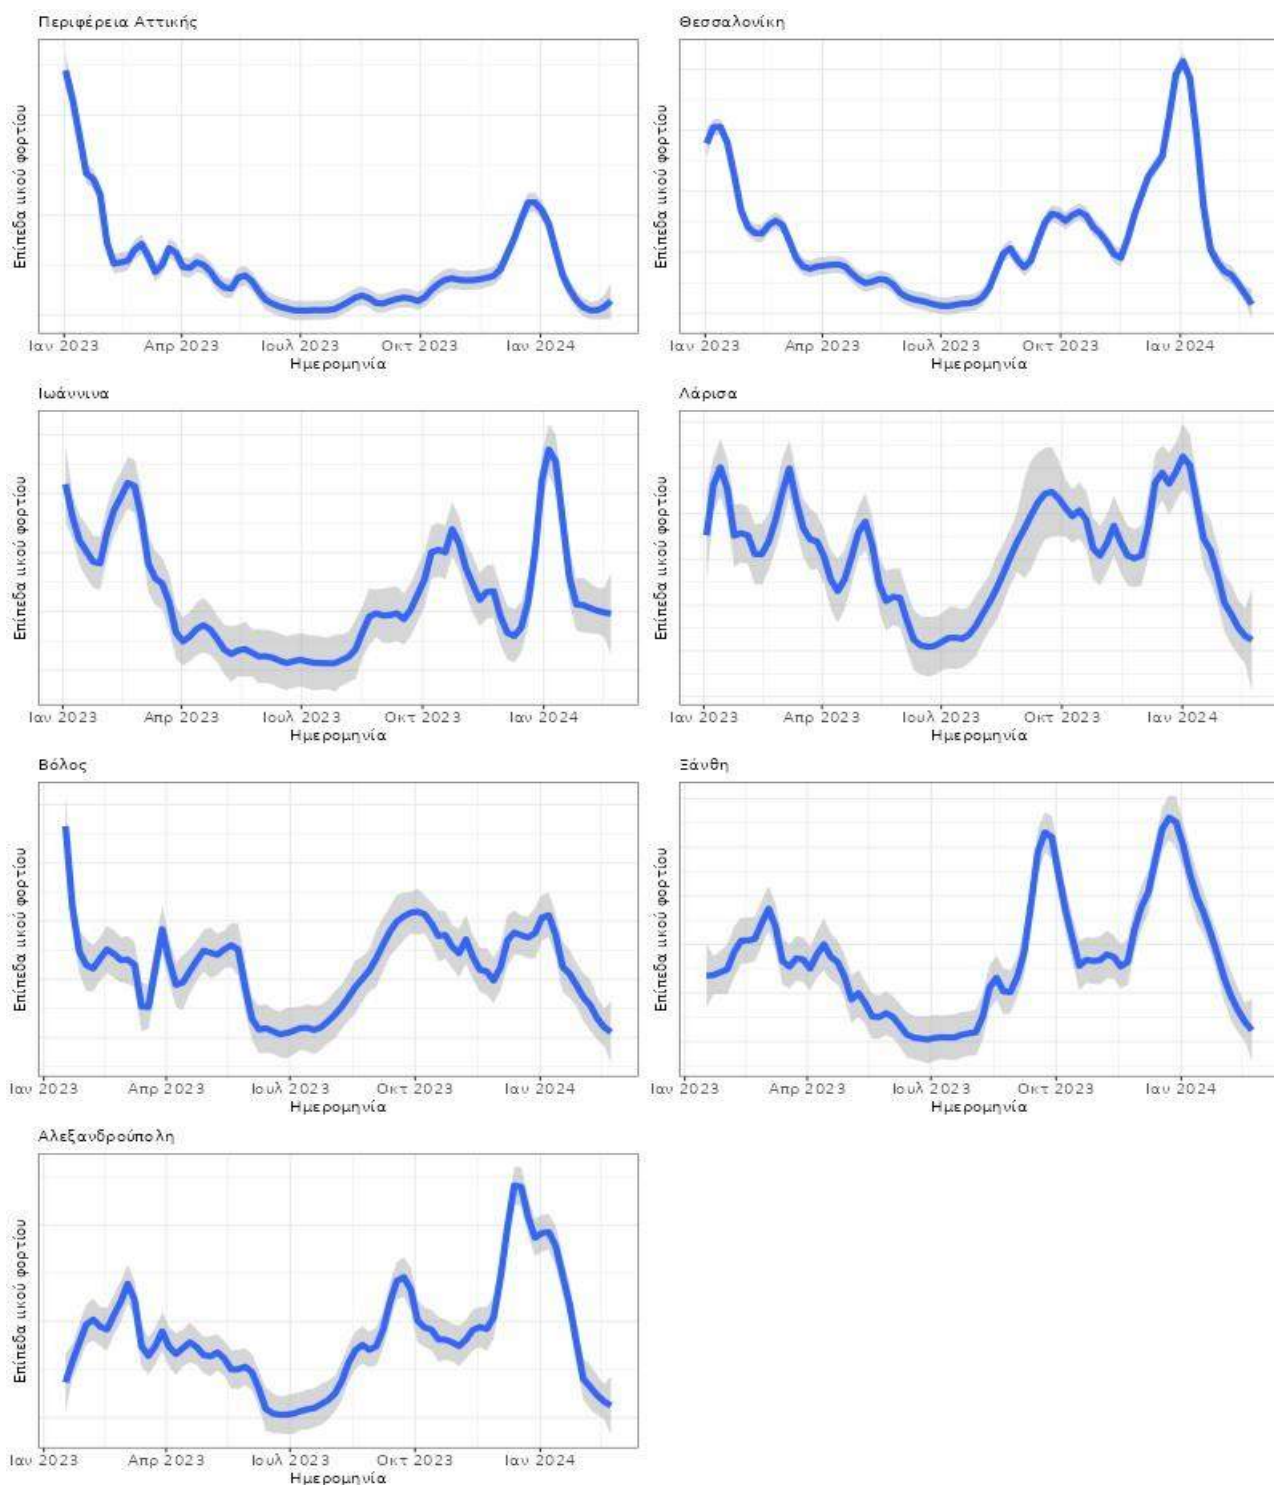 Περιφέρεια Αττικής
Επίπεδα ιικού φορτίου
Ιαν 2023 Απρ 2023 Ιουλ 2023 Οκτ 2023 Ιαν 2024
Ημερομηνία
Θεσσαλονίκη
Επίπεδα ιικού φορτίου
Ιαν 2023 Απρ 2023 Ιουλ 2023 Οκτ 2023 Ιαν 2024
Ημερομηνία
Ιωάννινα
Επίπεδα ιικού φορτίου
Ιαν 2023 Απρ 2023 Ιουλ 2023 Οκτ 2023 Ιαν 2024
Ημερομηνία
Λάρισα
Επίπεδα ιικού φορτίου
Ιαν 2023 Απρ 2023 Ιουλ 2023 Οκτ 2023 Ιαν 2024
Ημερομηνία
Βόλος
Επίπεδα ιικού φορτίου
Ιαν 2023 Απρ 2023 Ιουλ 2023 Οκτ 2023 Ιαν 2024
Ημερομηνία
Ξάνθη
Επίπεδα ιικού φορτίου
Ιαν 2023 Απρ 2023 Ιουλ 2023 Οκτ 2023 Ιαν 2024
Ημερομηνία
Αλεξανδρούπολη
Επίπεδα ιικού φορτίου
Ιαν 2023 Απρ 2023 Ιουλ 2023 Οκτ 2023 Ιαν 2024
Ημερομηνία